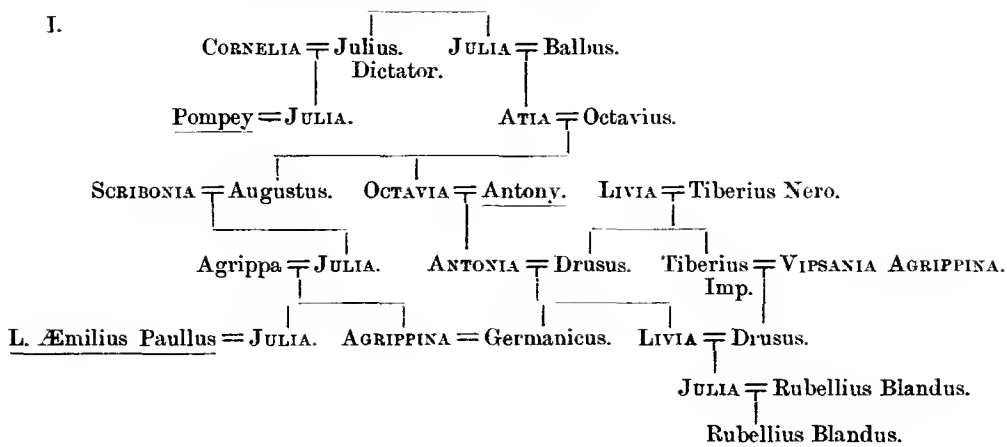 I.
CORNELIA = Julius. JULIA = Balbus.
Dictator.
Pompey = JULIA. ATIA = Octavius.
SCRIBONIA = Augustus. OCTAVIA = Antony. LIVIA = Tiberius Nero.
Agrippa = JULIA. ANTONIA = Drusus. Tiberius = VIPSANIA AGRIPPINA.
Imp.
L. Æmilius Paullus = JULIA. AGRIPPINA = Germanicus. LIVIA = Drusus.
JULIA = Rubellius Blandus.
Rubellius Blandus.